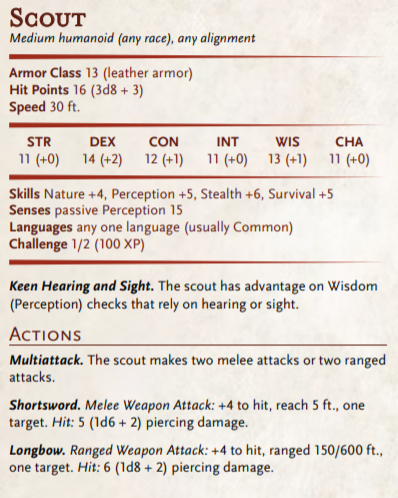 SCOUT
Medium humanoid (any race), any alignment
Armor Class 13 (leather armor)
Hit Points 16 (3d8 + 3)
Speed 30 ft.
STR DEX CON INT WIS CHA
11 (+0) 14 (+2) 12 (+1) 11 (+0) 13 (+1) 11 (+0)
Skills Nature +4, Perception +5, Stealth +6, Survival +5
Senses passive Perception 15
Languages any one language (usually Common)
Challenge 1/2 (100 XP)
Keen Hearing and Sight. The scout has advantage on Wisdom
(Perception) checks that rely on hearing or sight.
ACTIONS
Multiattack. The scout makes two melee attacks or two ranged
attacks.
Shortsword. Melee Weapon Attack: +4 to hit, reach 5 ft., one
target. Hit: 5 (1d6 + 2) piercing damage.
Longbow. Ranged Weapon Attack: +4 to hit, ranged 150/600 ft.,
one target. Hit: 6 (1d8 + 2) piercing damage.